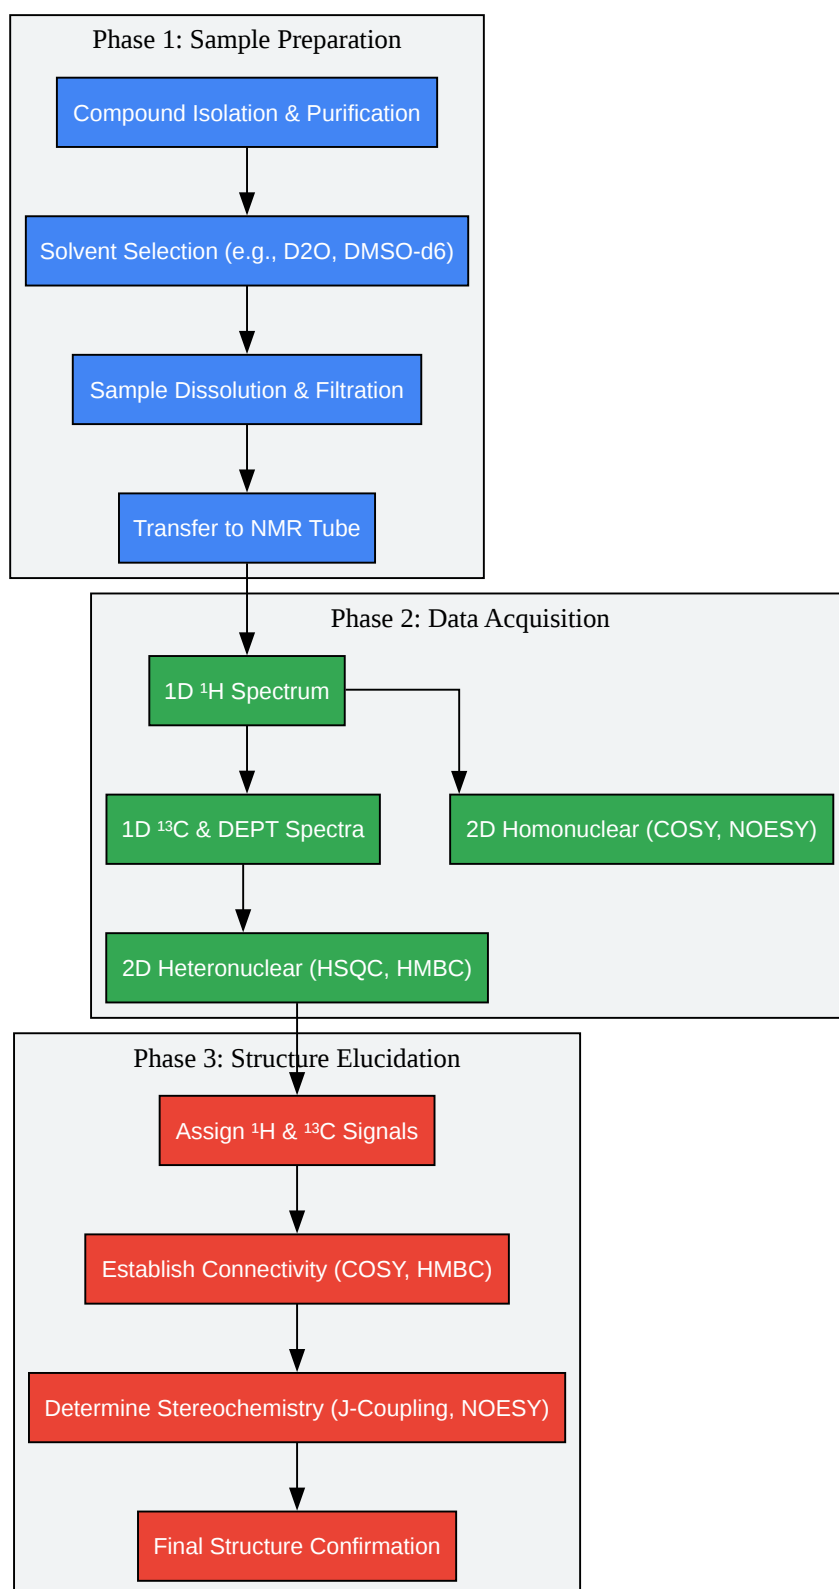 Phase 1: Sample Preparation
Compound Isolation & Purification
Solvent Selection (e.g., D2O, DMSO-d6)
Sample Dissolution & Filtration
Transfer to NMR Tube
Phase 2: Data Acquisition
1D ¹H Spectrum
1D ¹³C & DEPT Spectra
2D Homonuclear (COSY, NOESY)
2D Heteronuclear (HSQC, HMBC)
Phase 3: Structure Elucidation
Assign ¹H & ¹³C Signals
Establish Connectivity (COSY, HMBC)
Determine Stereochemistry (J-Coupling, NOESY)
Final Structure Confirmation